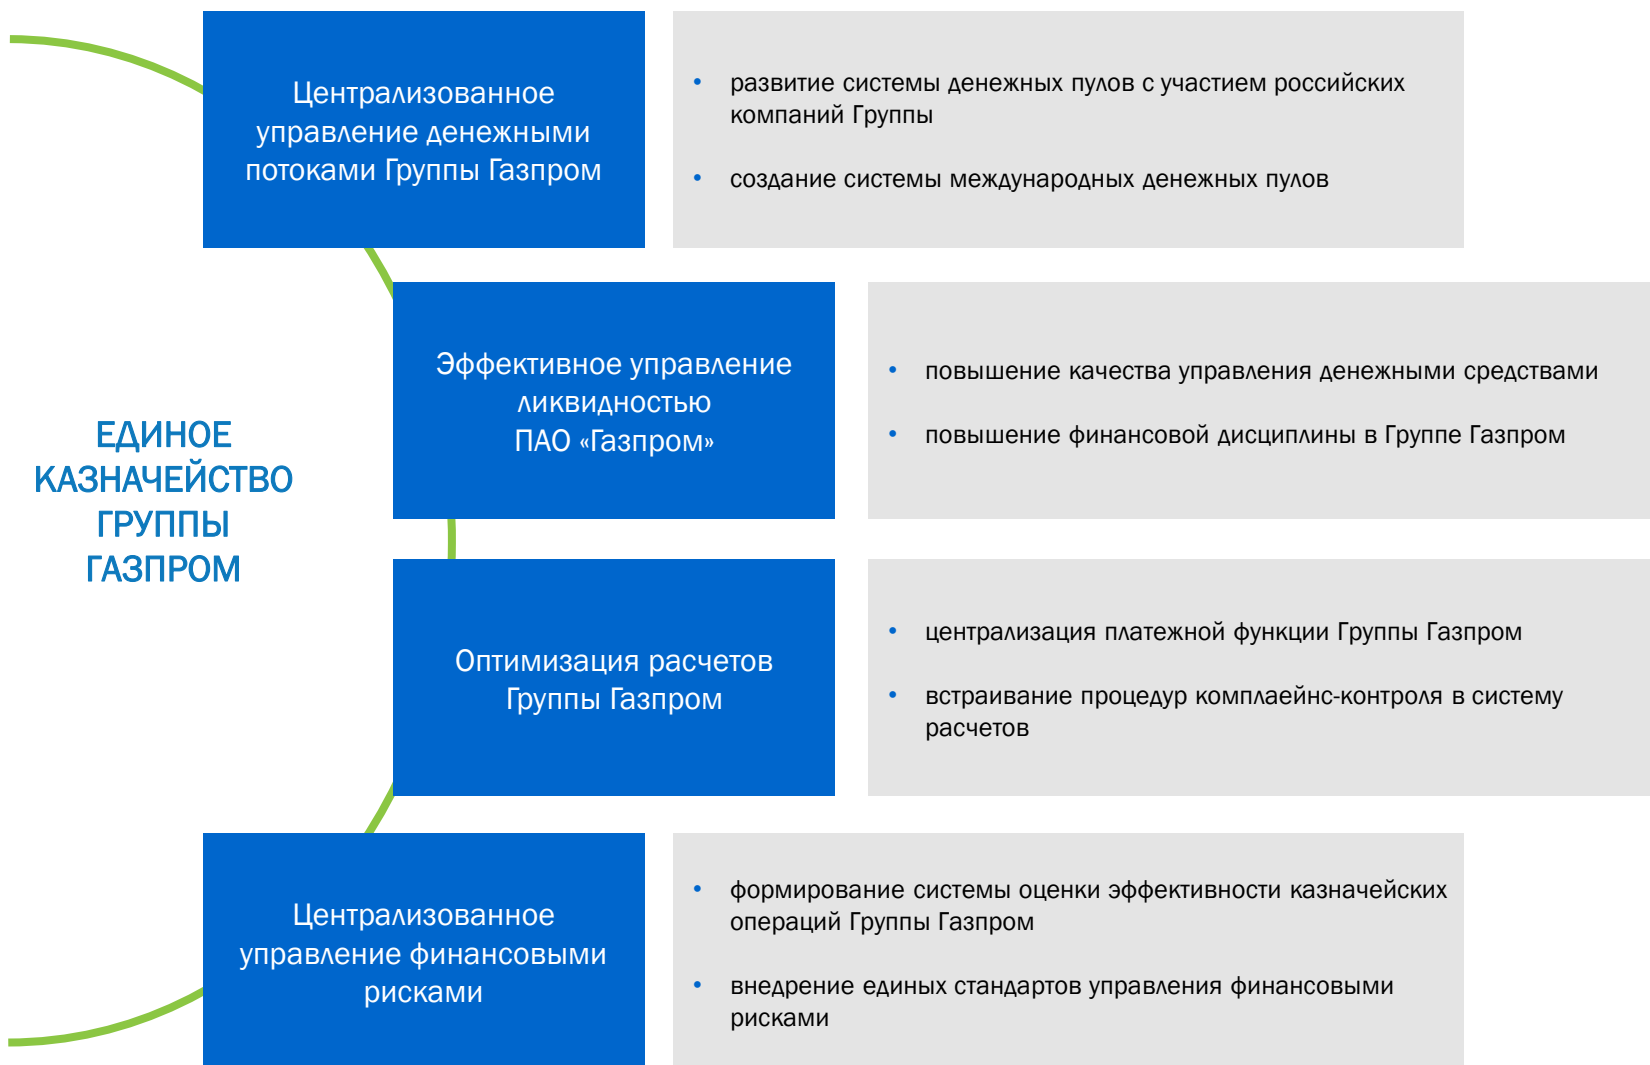 Централизованное
управление денежными
потоками Группы Газпром
• развитие системы денежных пулов с участием российских
компаний Группы
• создание системы международных денежных пулов
Эффективное управление
ликвидностью
ПАО «Газпром»
• повышение качества управления денежными средствами
• повышение финансовой дисциплины в Группе Газпром
ЕДИНОЕ
КАЗНАЧЕЙСТВО
ГРУППЫ
ГАЗПРОМ
Оптимизация расчетов
Группы Газпром
• централизация платежной функции Группы Газпром
• встраивание процедур комплаейнс-контроля в систему
расчетов
Централизованное
управление финансовыми
рисками
• формирование системы оценки эффективности казначейских
операций Группы Газпром
• внедрение единых стандартов управления финансовыми
рисками